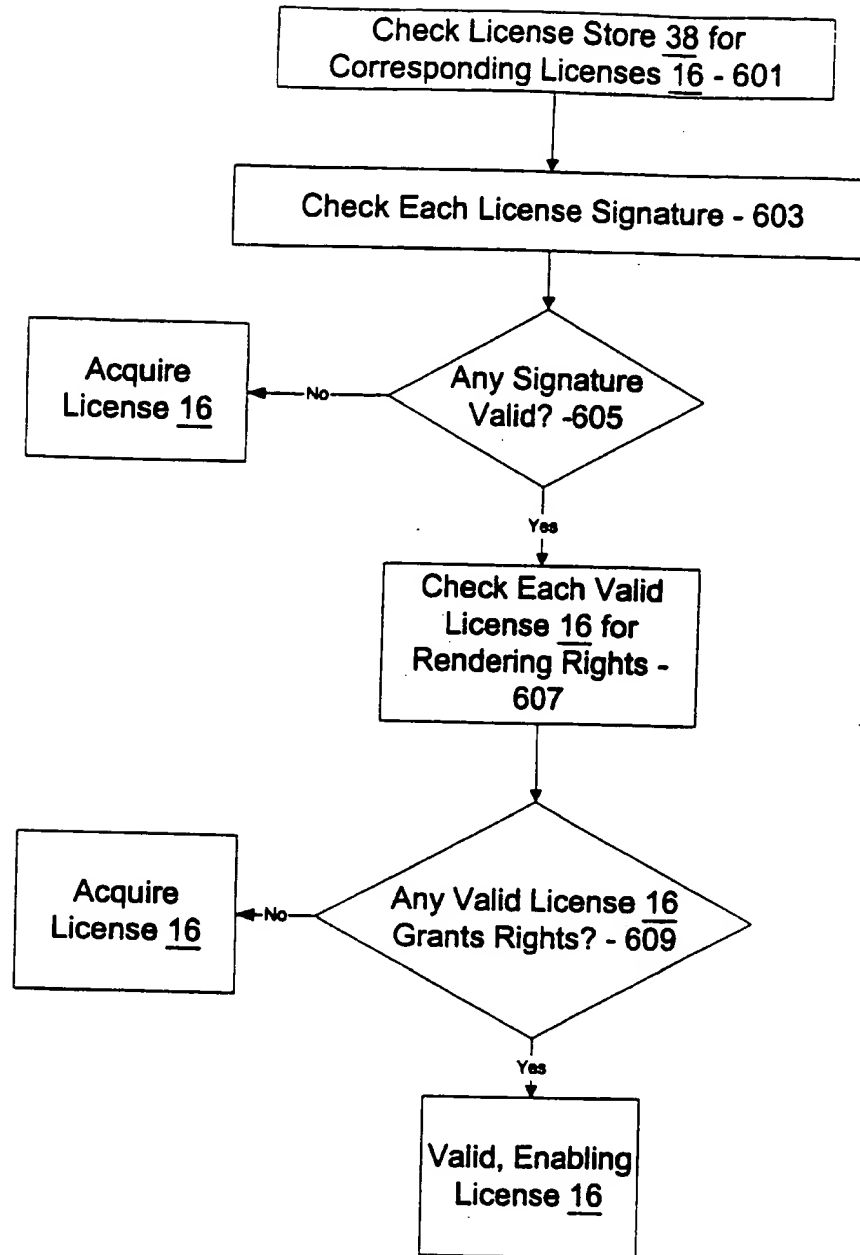 Check License Store 38 for
Corresponding Licenses 16 - 601
Check Each License Signature - 603
Acquire
License 16
No
Any Signature
Valid? -605
Yes
Check Each Valid
License 16 for
Rendering Rights -
607
Acquire
License 16
No
Any Valid License 16
Grants Rights? - 609
Yes
Valid, Enabling
License 16